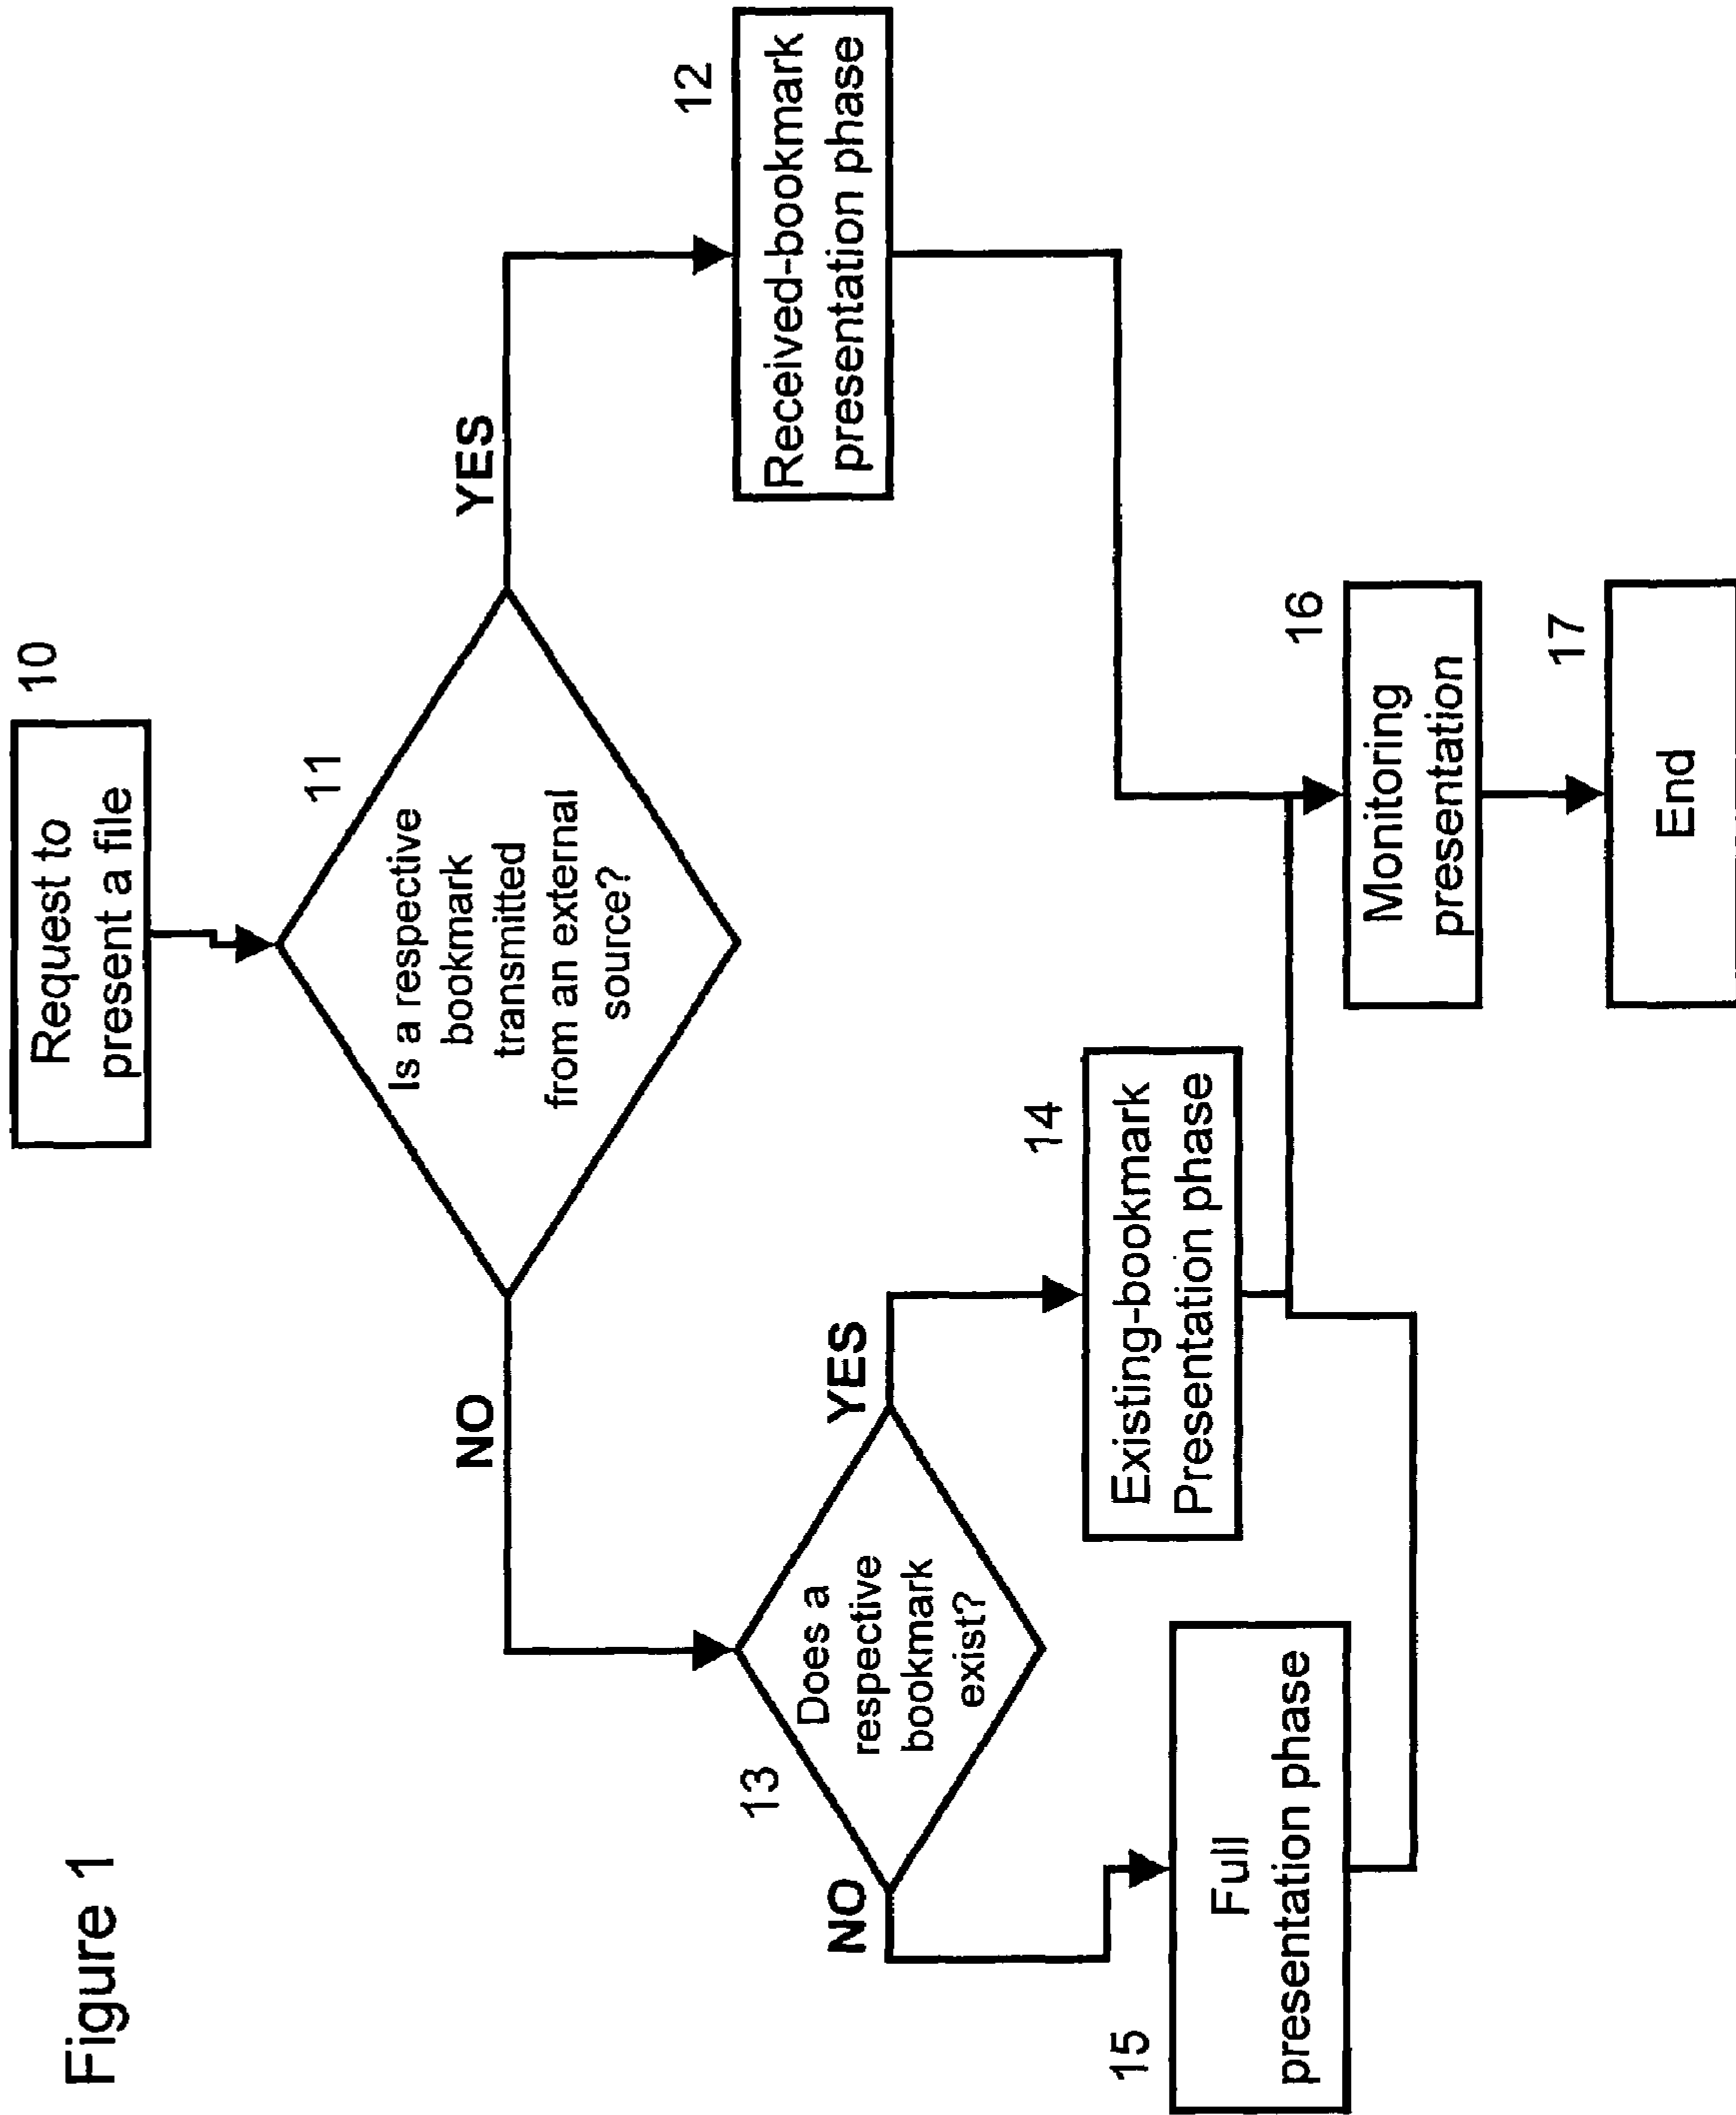 Figure 1
10
Request to
present a file
11
Is a respective
bookmark
transmitted
from an external
source?
NO
YES
12
Received-bookmark
presentation phase
13
Does a
respective
bookmark
exist?
NO
YES
14
Existing-bookmark
Presentation phase
15
Full
presentation phase
16
Monitoring
presentation
17
End